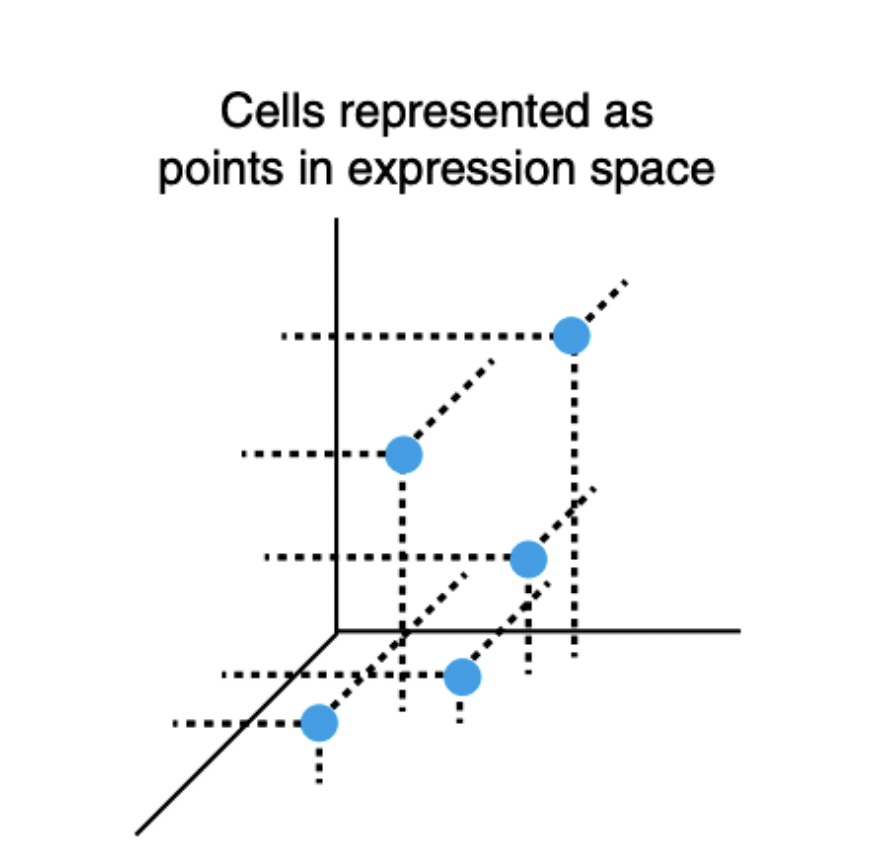 Cells represented as
points in expression space